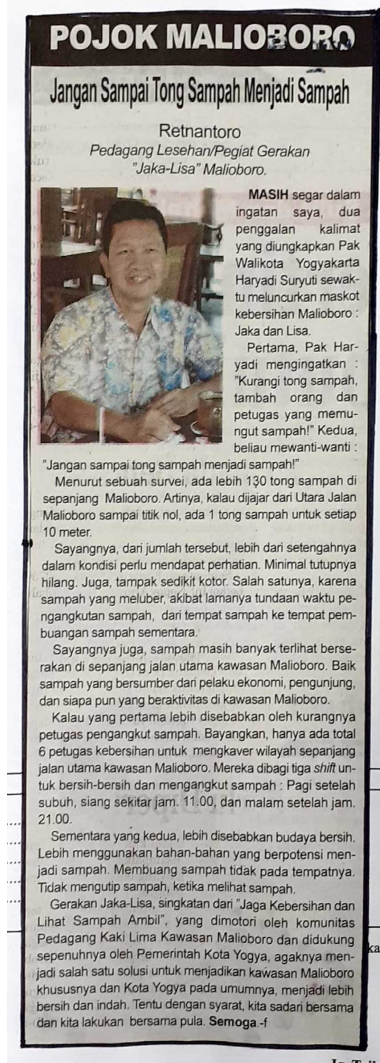 POJOK MALIOBORO
Jangan Sampai Tong Sampah Menjadi Sampah
Retnantoro
Pedagang Lesehan/Pegiat Gerakan
"Jaka-Lisa" Malioboro.
MASIH segar dalam
ingatan saya, dua
penggalan kalimat
yang diungkapkan Pak
Walikota Yogyakarta
Haryadi Suryuti sewak-
tu meluncurkan maskot
kebersihan Malioboro :
Jaka dan Lisa.
Pertama, Pak Har-
yadi mengingatkan :
"Kurangi tong sampah,
tambah orang dan
petugas yang memu-
ngut sampah!" Kedua,
beliau mewanti-wanti :
"Jangan sampai tong sampah menjadi sampah!"
Menurut sebuah survei, ada lebih 130 tong sampah di
sepanjang Malioboro. Artinya, kalau dijajar dari Utara Jalan
Malioboro sampai titik nol, ada 1 tong sampah untuk setiap
10 meter.
Sayangnya, dari jumlah tersebut, lebih dari setengahnya
dalam kondisi perlu mendapat perhatian. Minimal tutupnya
hilang. Juga, tampak sedikit kotor. Salah satunya, karena
sampah yang meluber, akibat lamanya tundaan waktu pe-
ngangkutan sampah, dari tempat sampah ke tempat pem-
buangan sampah sementara.
Sayangnya juga, sampah masih banyak terlihat berse-
rakan di sepanjang jalan utama kawasan Malioboro. Baik
sampah yang bersumber dari pelaku ekonomi, pengunjung,
dan siapa pun yang beraktivitas di kawasan Malioboro.
Kalau yang pertama lebih disebabkan oleh kurangnya
petugas pengangkut sampah. Bayangkan, hanya ada total
6 petugas kebersihan untuk mengkaver wilayah sepanjang
jalan utama kawasan Malioboro. Mereka dibagi tiga shift un-
tuk bersih-bersih dan mengangkut sampah : Pagi setelah
subuh, siang sekitar jam. 11.00, dan malam setelah jam.
21.00.
Sementara yang kedua, lebih disebabkan budaya bersih.
Lebih menggunakan bahan-bahan yang berpotensi men-
jadi sampah. Membuang sampah tidak pada tempatnya.
Tidak mengutip sampah, ketika melihat sampah.
Gerakan Jaka-Lisa, singkatan dari "Jaga Kebersihan dan
Lihat Sampah Ambil", yang dimotori oleh komunitas
Pedagang Kaki Lima Kawasan Malioboro dan didukung
sepenuhnya oleh Pemerintah Kota Yogya, agaknya men-
jadi salah satu solusi untuk menjadikan kawasan Malioboro
khususnya dan Kota Yogya pada umumnya, menjadi lebih
bersih dan indah. Tentu dengan syarat, kita sadari bersama
dan kita lakukan bersama pula. Semoga.-f